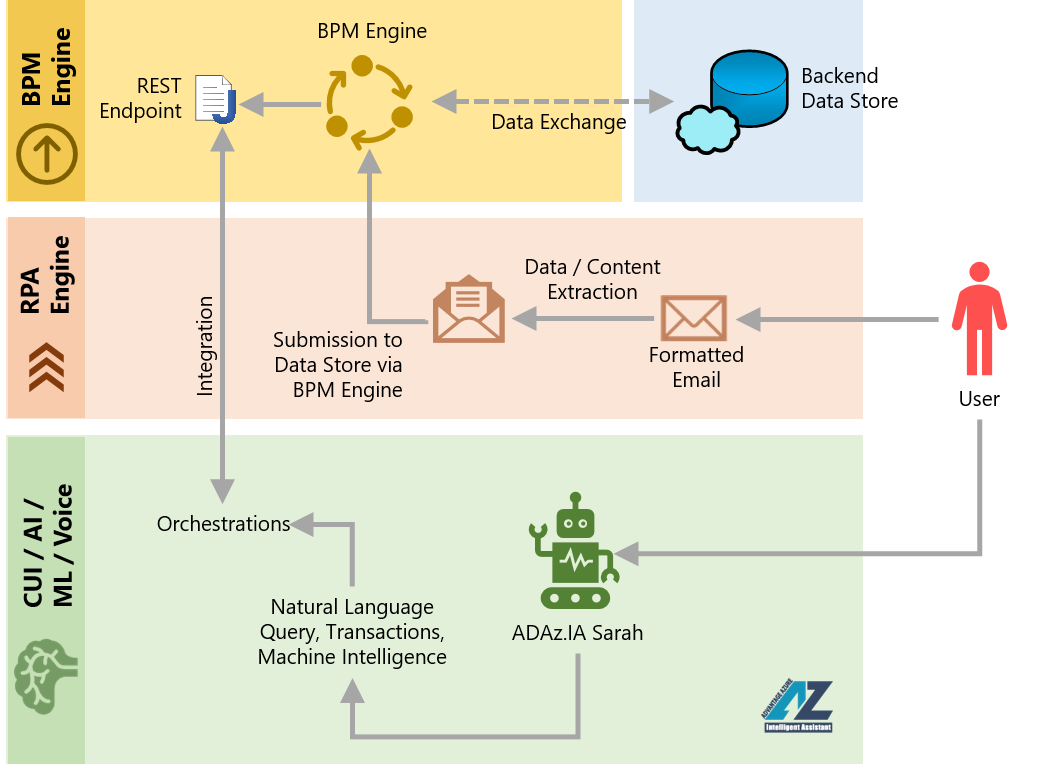 BPM
Engine
BPM Engine
REST
Endpoint
Data Exchange
Backend
Data Store
RPA
Engine
Integration
Submission to
Data Store via
BPM Engine
Data / Content
Extraction
Formatted
Email
User
CUI / AI /
ML / Voice
Orchestrations
Natural Language
Query, Transactions,
Machine Intelligence
ADAz.IA Sarah
ADVANTAGE AZURE
AZ
Intelligent Assistant